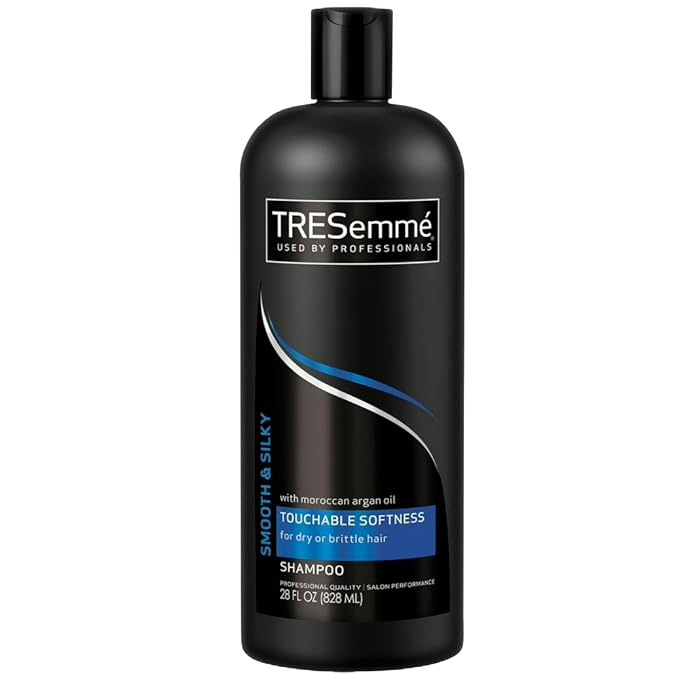 TRESemmé®
USED BY PROFESSIONALS
SMOOTH & SILKY
with moroccan argan oil
TOUCHABLE SOFTNESS
for dry or brittle hair
SHAMPOO
PROFESSIONAL QUALITY | SALON PERFORMANCE
28 FL OZ (828 ML)